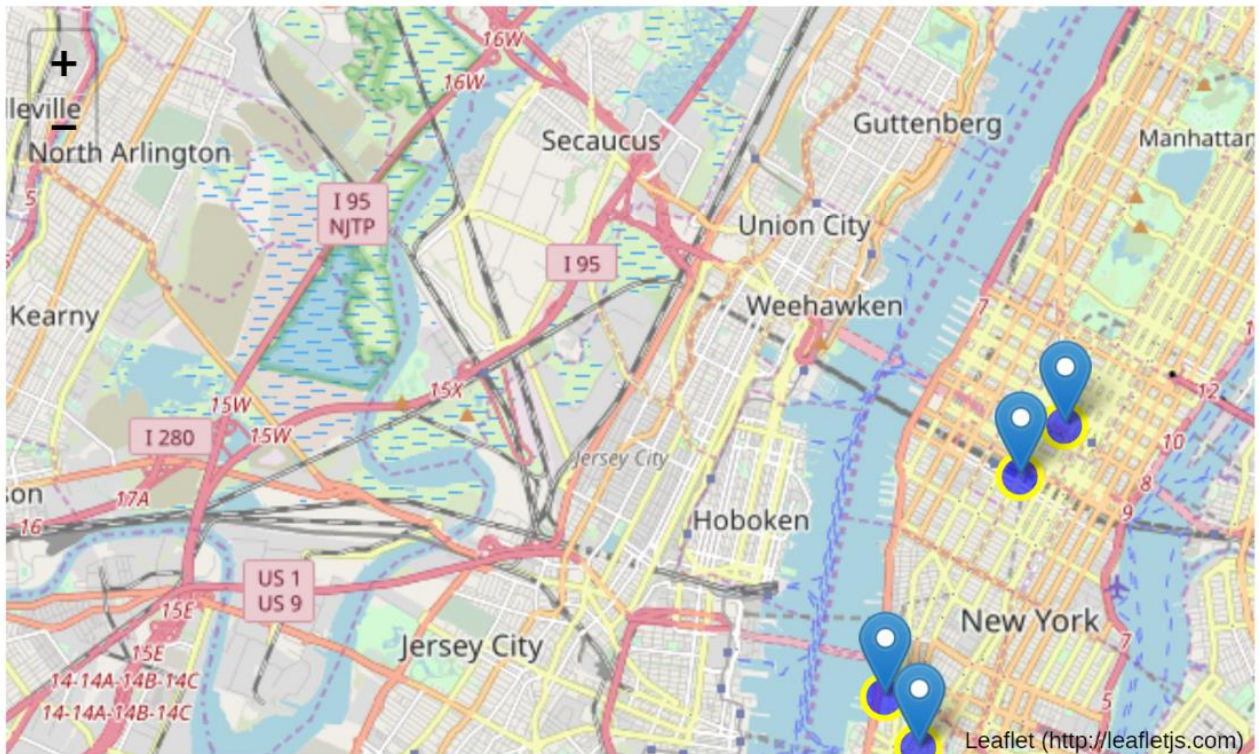 +
−
16W
16W
lleville
Secaucus
Guttenberg
Manhattan
North Arlington
5
I 95
NJTP
Union City
I 95
Kearny
Weehawken
7
15X
12
15W
I 280
15W
10
Jersey City
son
17A
16
8
9
Hoboken
US 1
US 9
15E
New York
15E
Jersey City
7
14-14A-14B-14C
5
14-14A-14B-14C
Leaflet (http://leafletjs.com)